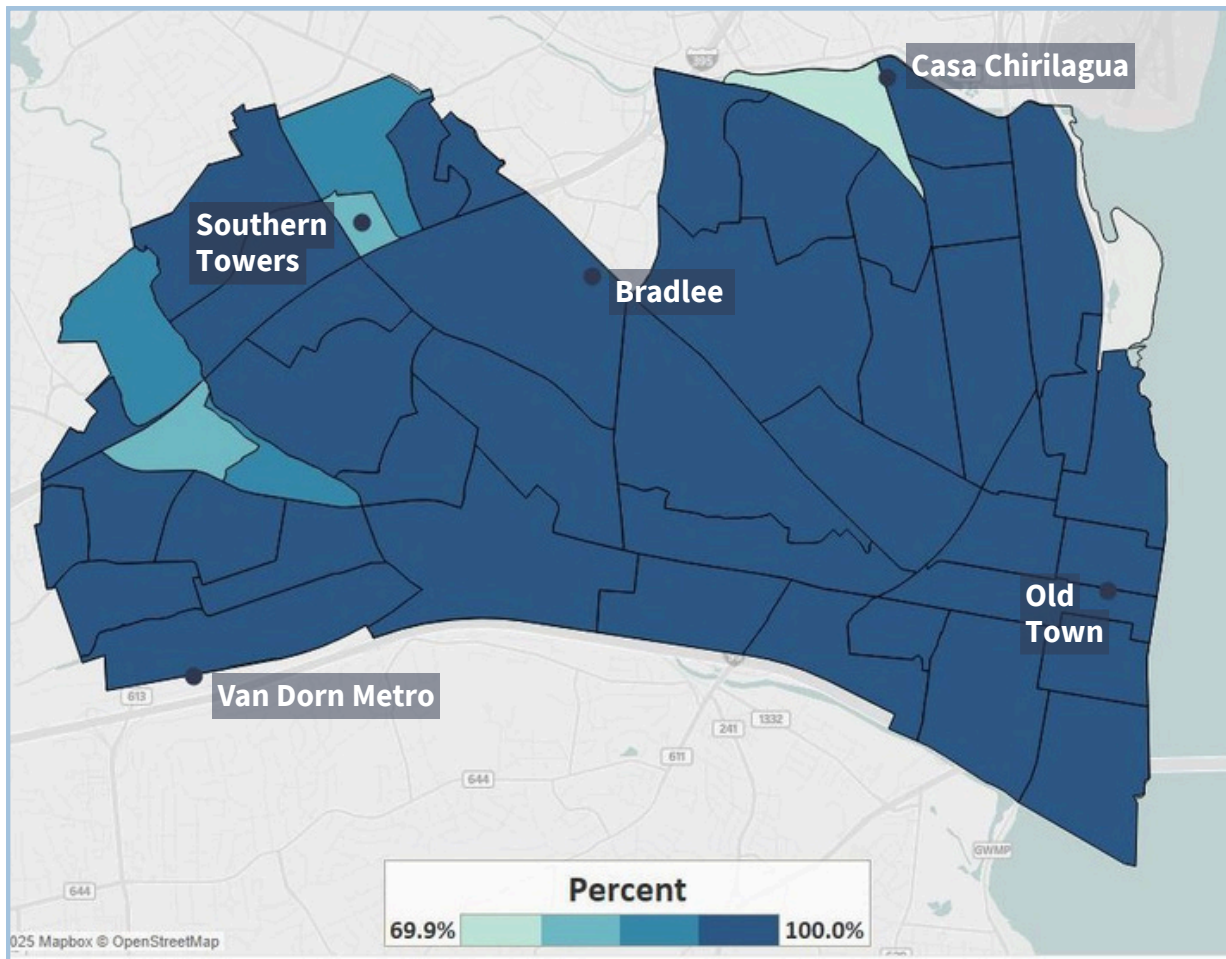 395
Casa Chirilagua
Southern
Towers
Bradlee
Old
Town
Van Dorn Metro
613
241
1332
611
644
GWMP
644
Percent
69.9%
100.0%
025 Mapbox © OpenStreetMap